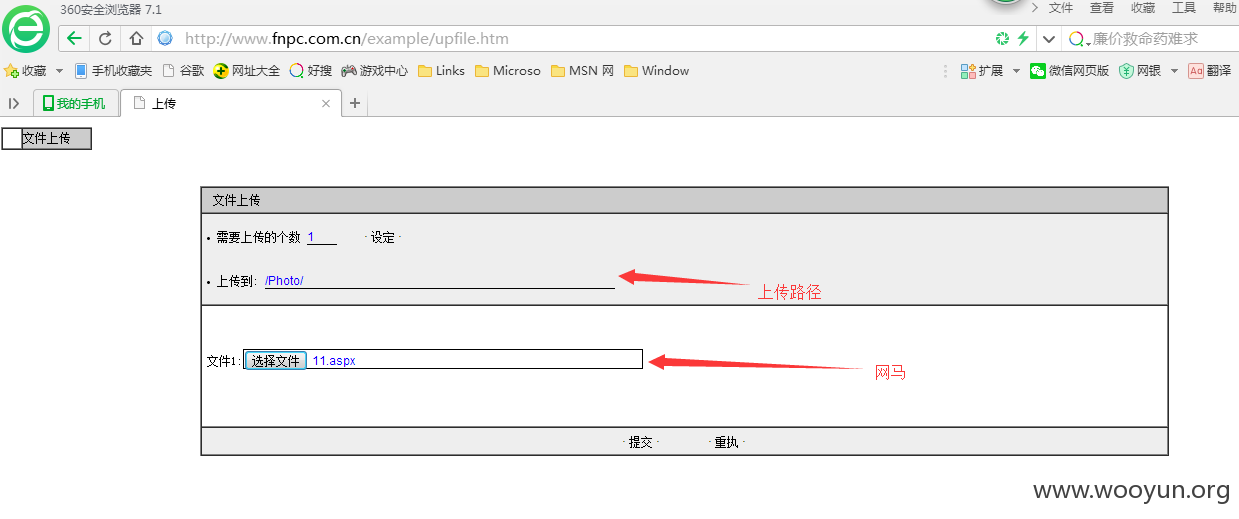 360安全浏览器 7.1
文件 查看 收藏 工具 帮助
http://www.fnpc.com.cn/example/upfile.htm
廉价救命药难求
收藏 手机收藏夹 谷歌 网址大全 好搜 游戏中心 Links Microso MSN 网 Window
扩展 微信网页版 网银 Aa 翻译
我的手机 上传
文件上传
文件上传
• 需要上传的个数 1 · 设定 ·
• 上传到: /Photo/
上传路径
文件1: 选择文件 11.aspx
网马
· 提交 · · 重执 ·
www.wooyun.org